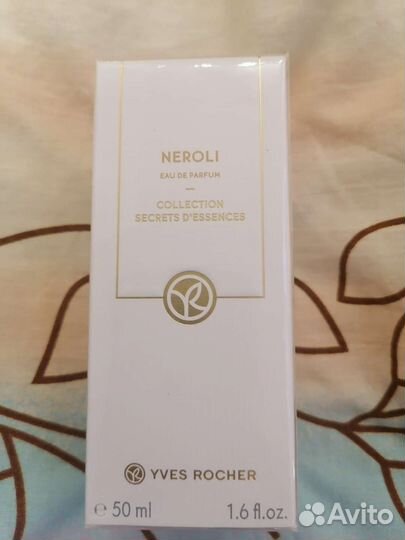 NEROLI
EAU DE PARFUM
COLLECTION
SECRETS D'ESSENCES
YVES ROCHER
e 50 ml 1.6 fl.oz.
Avito